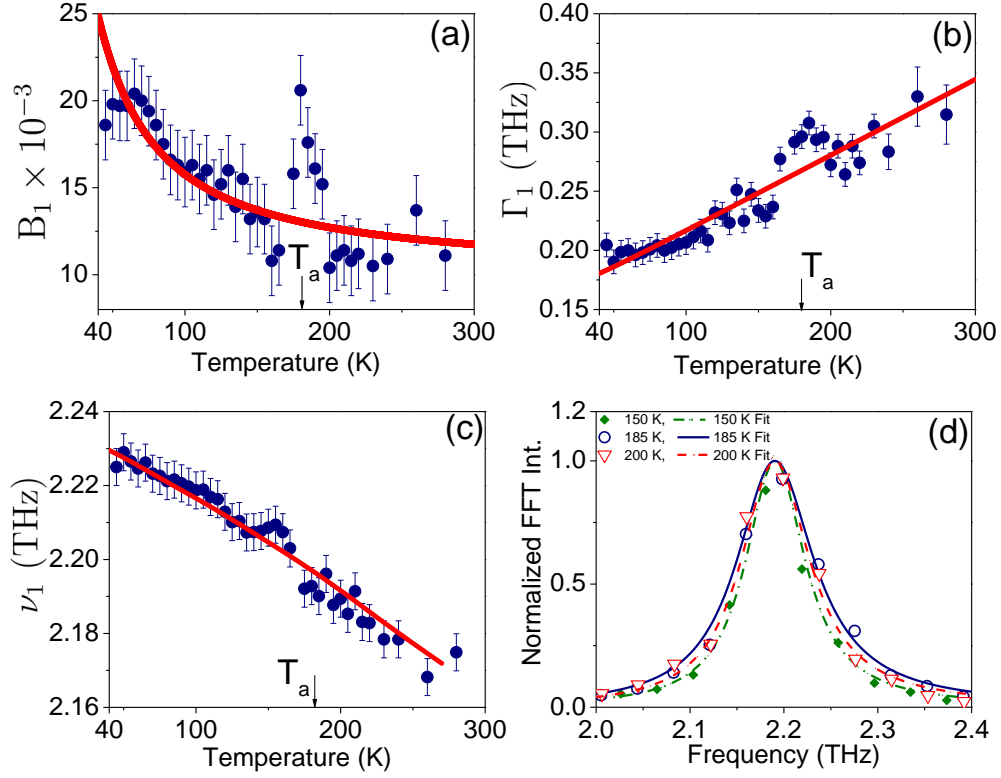 (a)
B₁ × 10⁻³
25
20
15
10
Tₐ
40 100 200 300
Temperature (K)
(b)
Γ₁ (THz)
0.40
0.35
0.30
0.25
0.20
0.15
Tₐ
40 100 200 300
Temperature (K)
(c)
ν₁ (THz)
2.24
2.22
2.20
2.18
2.16
Tₐ
40 100 200 300
Temperature (K)
(d)
Normalized FFT Int.
1.2
1.0
0.5
0.0
150 K, 150 K Fit
185 K, 185 K Fit
200 K, 200 K Fit
2.0 2.1 2.2 2.3 2.4
Frequency (THz)